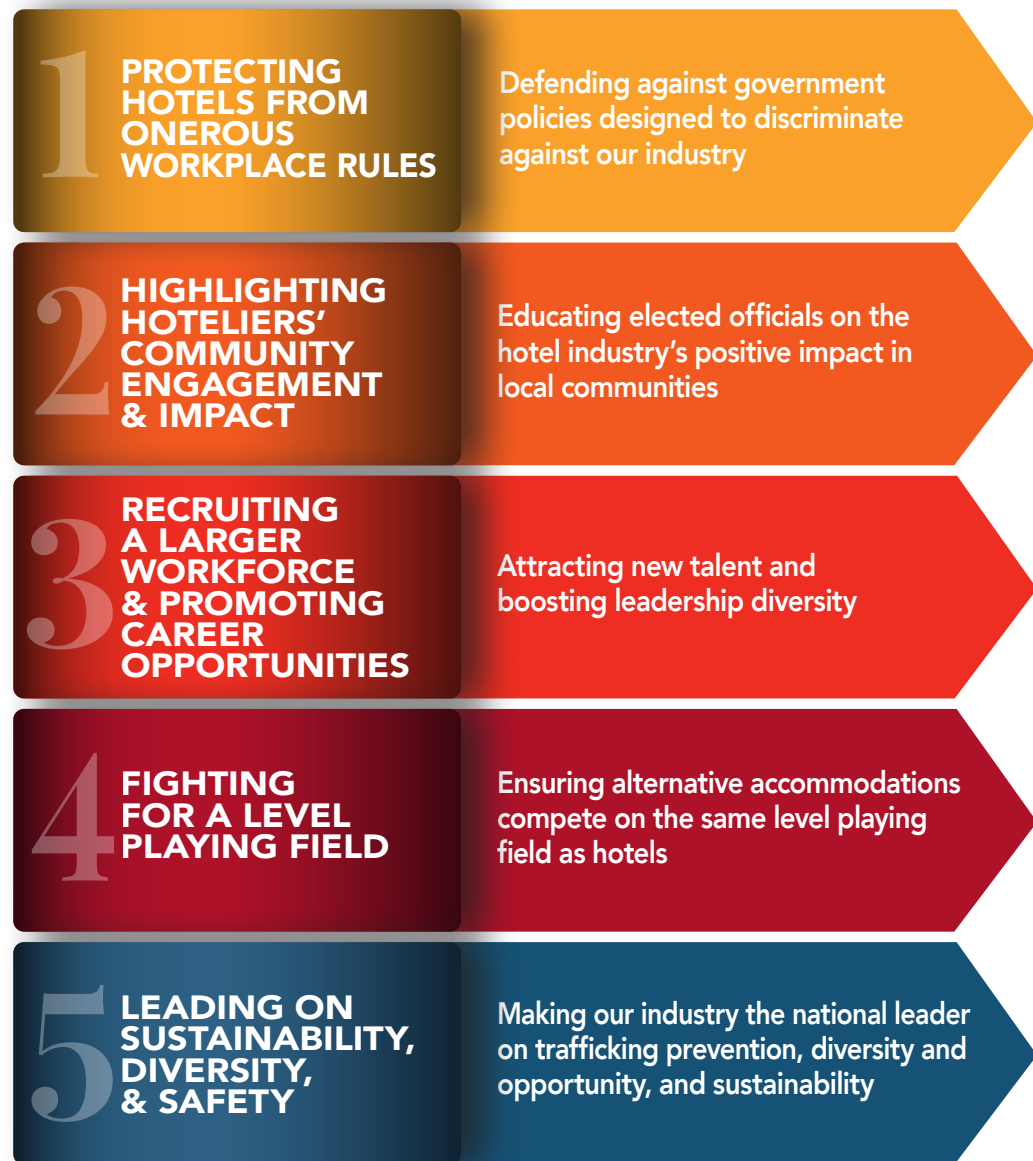 1
PROTECTING
HOTELS FROM
ONEROUS
WORKPLACE RULES
Defending against government
policies designed to discriminate
against our industry
2
HIGHLIGHTING
HOTELIERS’
COMMUNITY
ENGAGEMENT
& IMPACT
Educating elected officials on the
hotel industry’s positive impact in
local communities
3
RECRUITING
A LARGER
WORKFORCE
& PROMOTING
CAREER
OPPORTUNITIES
Attracting new talent and
boosting leadership diversity
4
FIGHTING
FOR A LEVEL
PLAYING FIELD
Ensuring alternative accommodations
compete on the same level playing
field as hotels
5
LEADING ON
SUSTAINABILITY,
DIVERSITY,
& SAFETY
Making our industry the national leader
on trafficking prevention, diversity and
opportunity, and sustainability